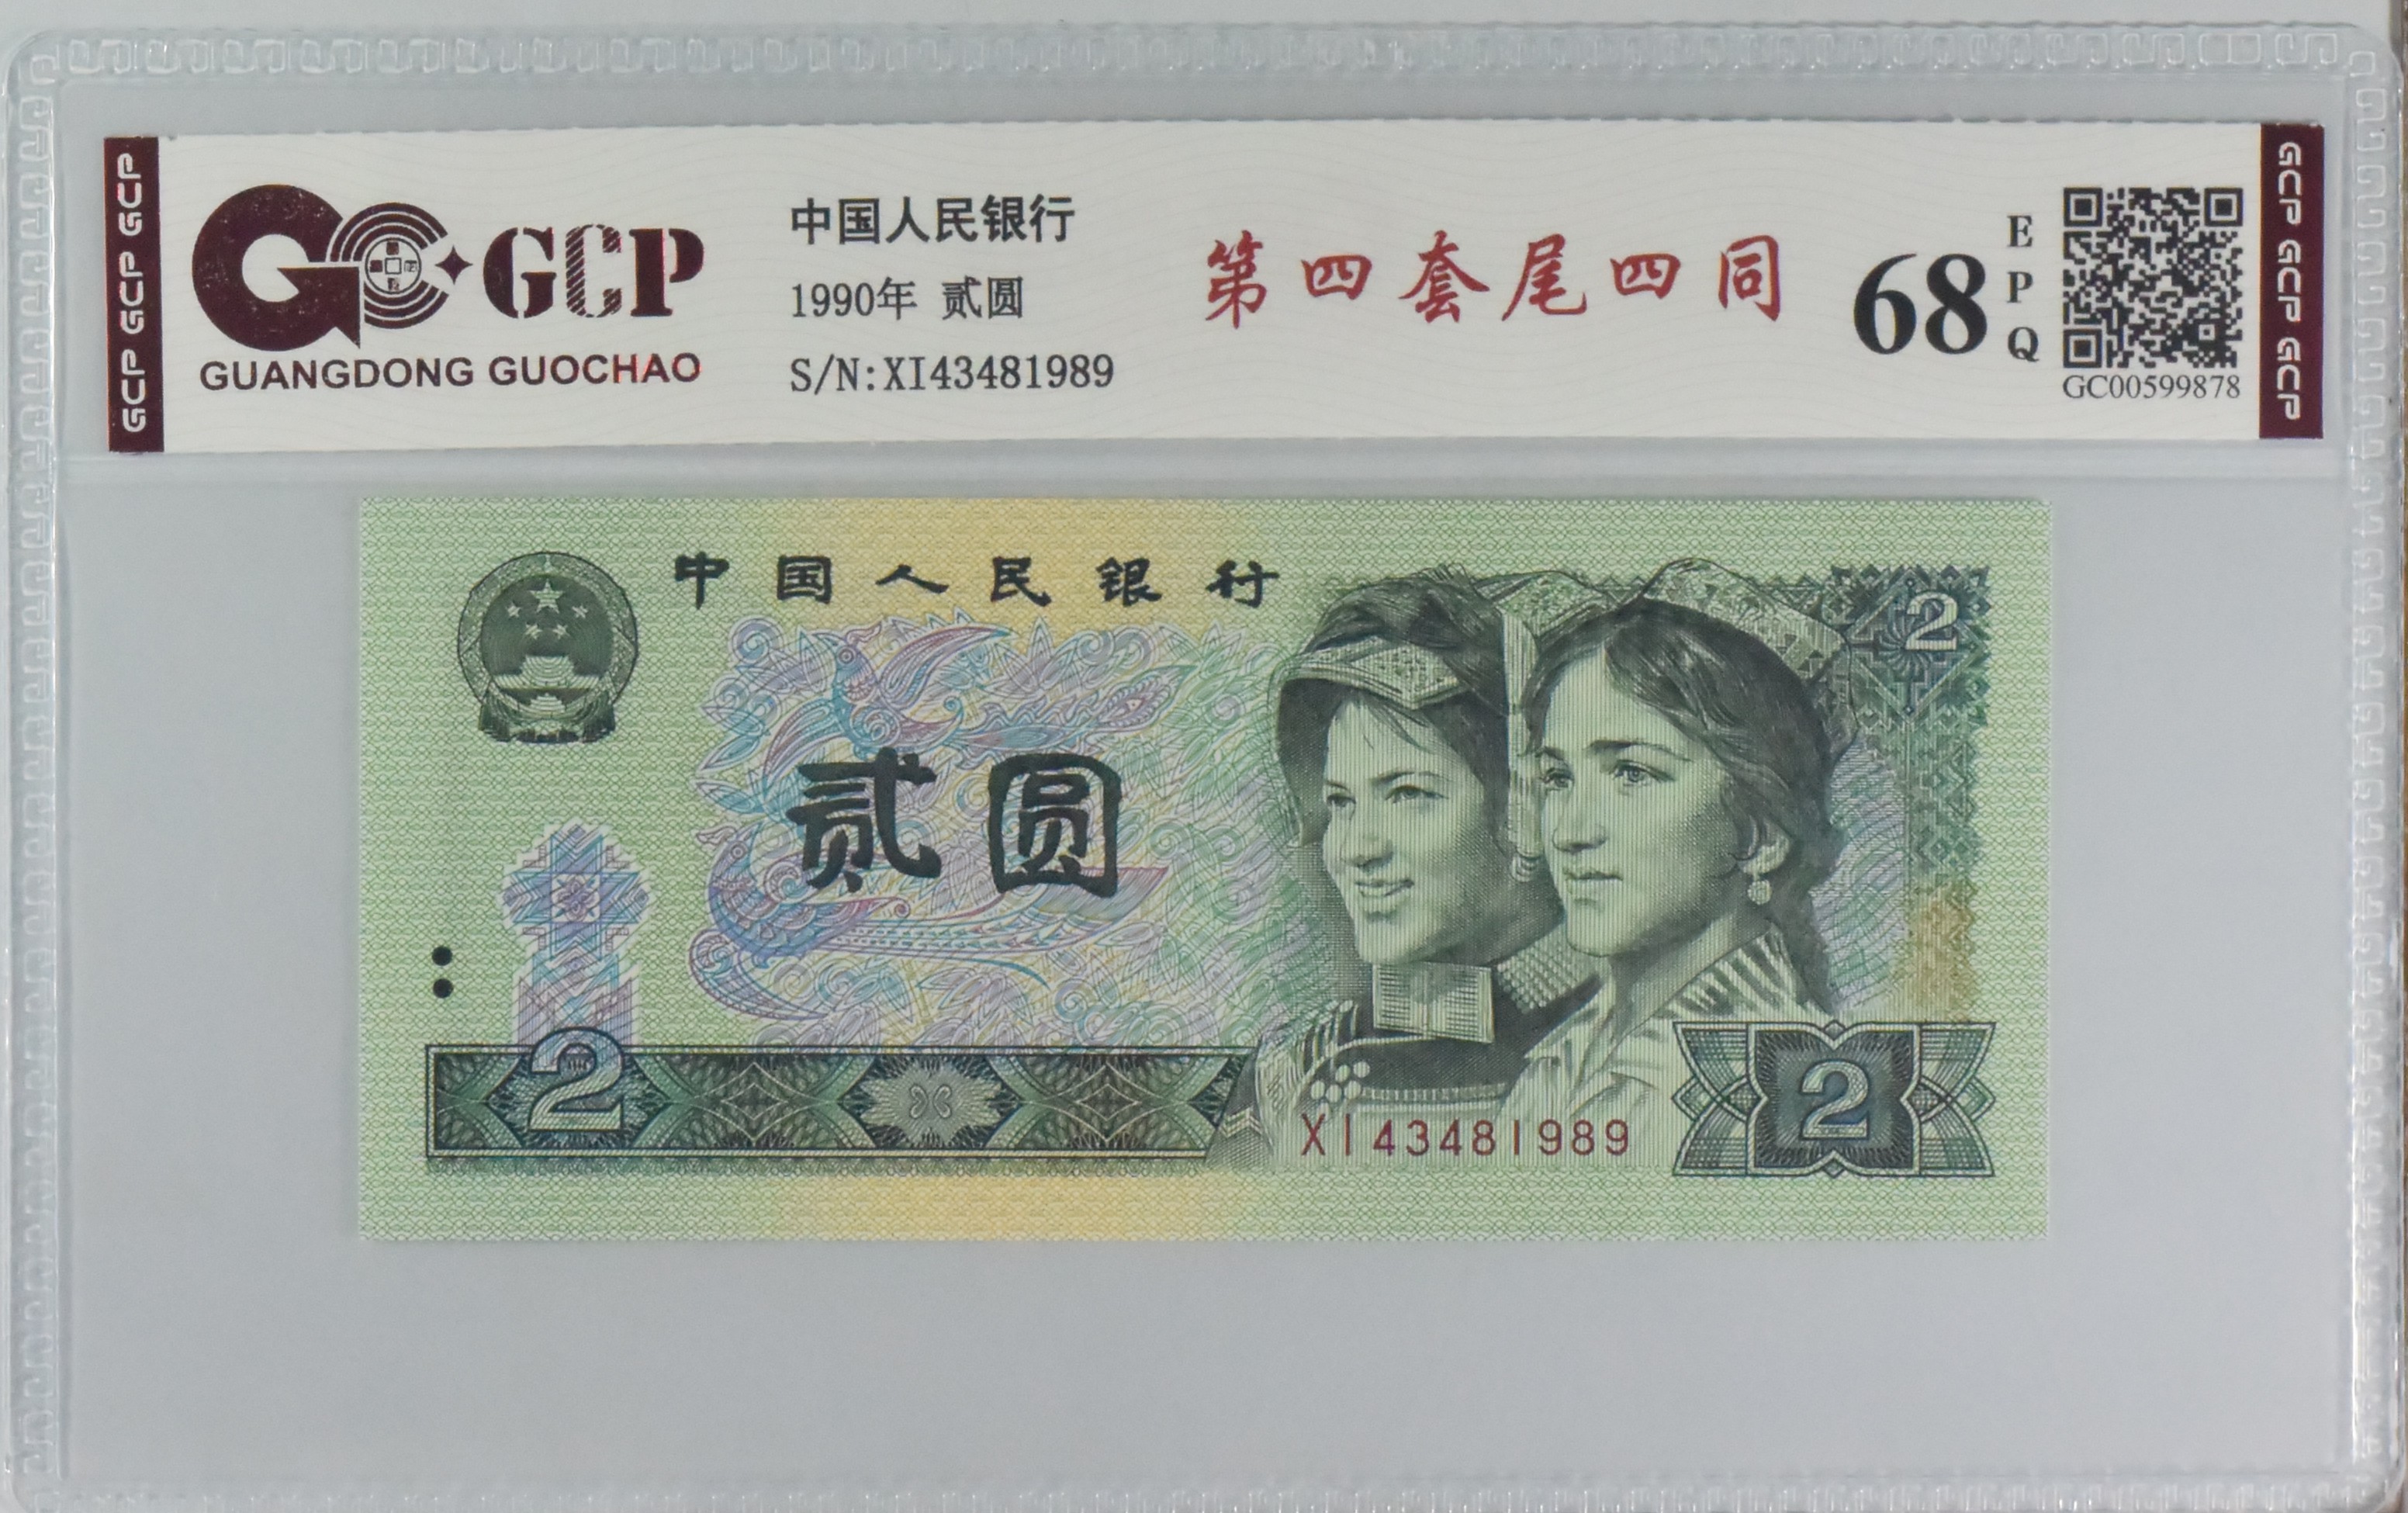 GCP GCP GCP
GCP
GUANGDONG GUOCHAO
中国人民银行
1990年 贰圆
S/N:XI43481989
第四套尾四同
68
EPQ
GC00599878
GCP GCP GCP
中国人民银行
2
贰圆
2
XI43481989
2